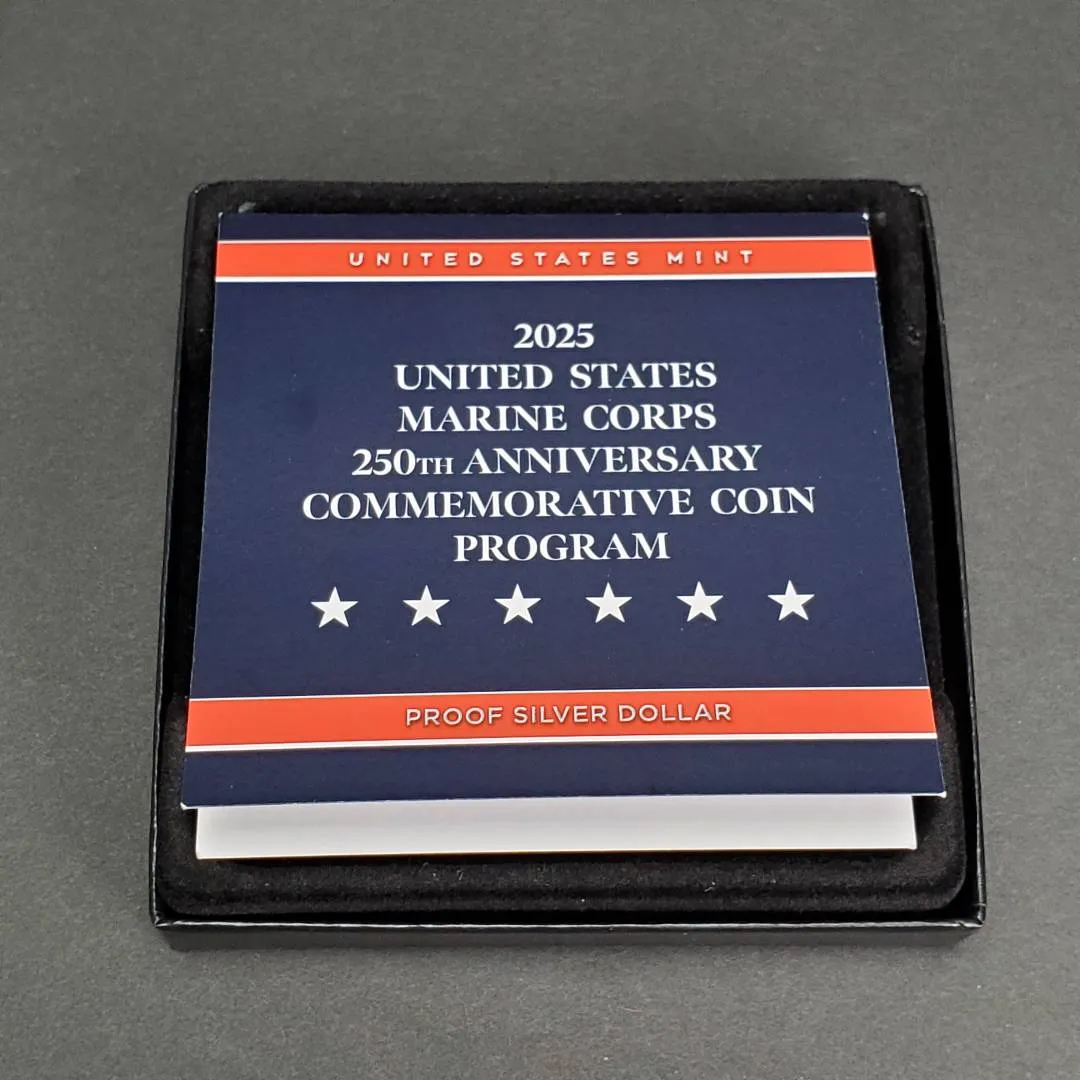 UNITED STATES MINT
2025
UNITED STATES
MARINE CORPS
250TH ANNIVERSARY
COMMEMORATIVE COIN
PROGRAM
PROOF SILVER DOLLAR